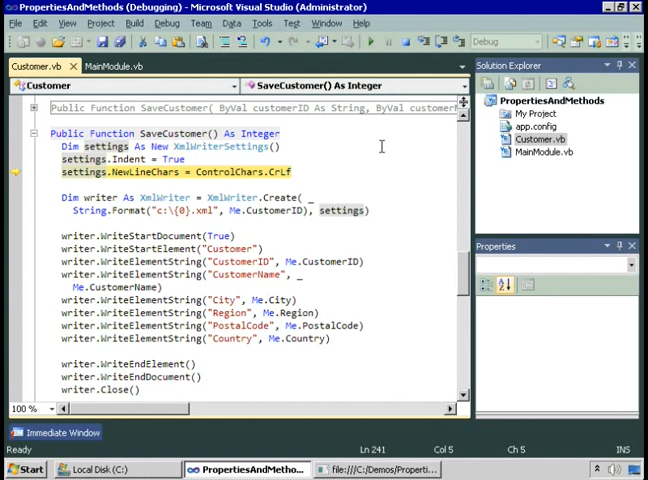 PropertiesAndMethods (Debugging) - Microsoft Visual Studio (Administrator)
File Edit View Project Build Debug Team Data Tools Test Window Help
Debug
Customer.vb MainModule.vb
Customer SaveCustomer() As Integer
Public Function SaveCustomer( ByVal customerID As String, ByVal customer
Public Function SaveCustomer() As Integer
Dim settings As New XmlWriterSettings()
settings.Indent = True
settings.NewLineChars = ControlChars.CrLf
Dim writer As XmlWriter = XmlWriter.Create( _
String.Format("c:\{0}.xml", Me.CustomerID), settings)
writer.WriteStartDocument(True)
writer.WriteStartElement("Customer")
writer.WriteElementString("CustomerID", Me.CustomerID)
writer.WriteElementString("CustomerName", _
Me.CustomerName)
writer.WriteElementString("City", Me.City)
writer.WriteElementString("Region", Me.Region)
writer.WriteElementString("PostalCode", Me.PostalCode)
writer.WriteElementString("Country", Me.Country)
writer.WriteEndElement()
writer.WriteEndDocument()
writer.Close()
100 %
Solution Explorer
PropertiesAndMethods
My Project
app.config
Customer.vb
MainModule.vb
Properties
Immediate Window
Ready Ln 241 Col 5 Ch 5 INS
Start Local Disk (C:) PropertiesAndMetho... file:///C:/Demos/Properti...